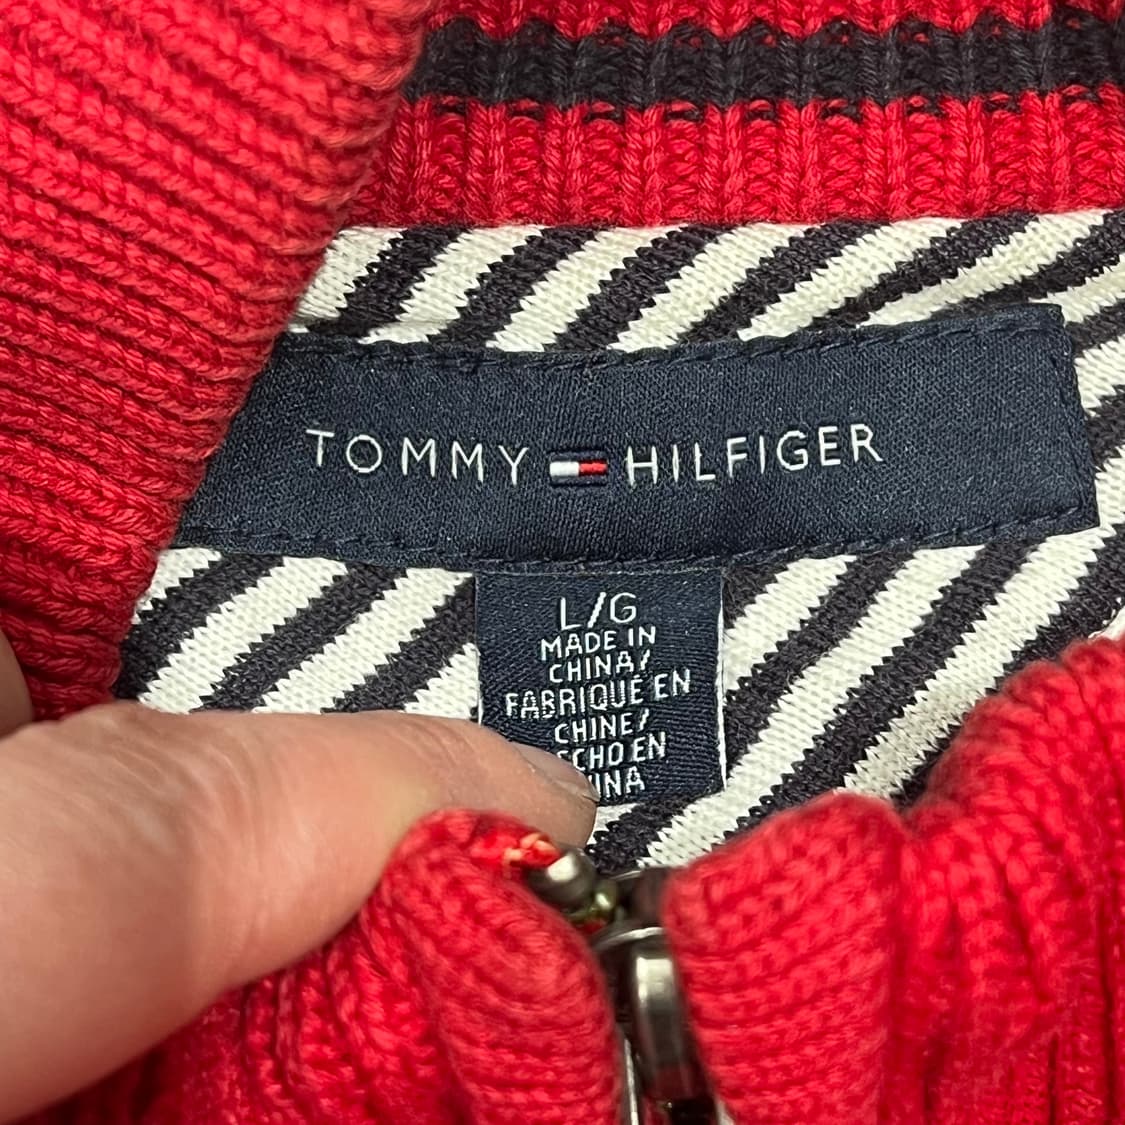 TOMMY HILFIGER
L/G
MADE IN
CHINA/
FABRIQUÉ EN
CHINE/
EN